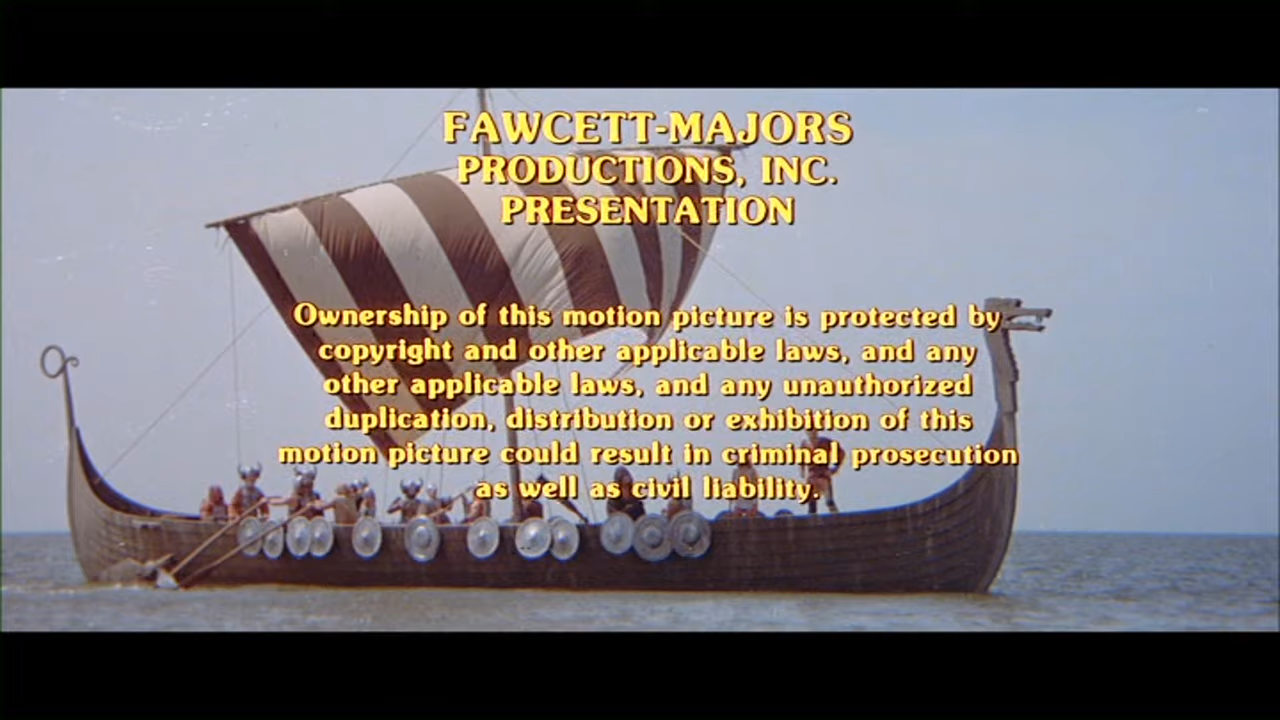 FAWCETT-MAJORS
PRODUCTIONS, INC.
PRESENTATION
Ownership of this motion picture is protected by
copyright and other applicable laws, and any
other applicable laws, and any unauthorized
duplication, distribution or exhibition of this
motion picture could result in criminal prosecution
as well as civil liability.